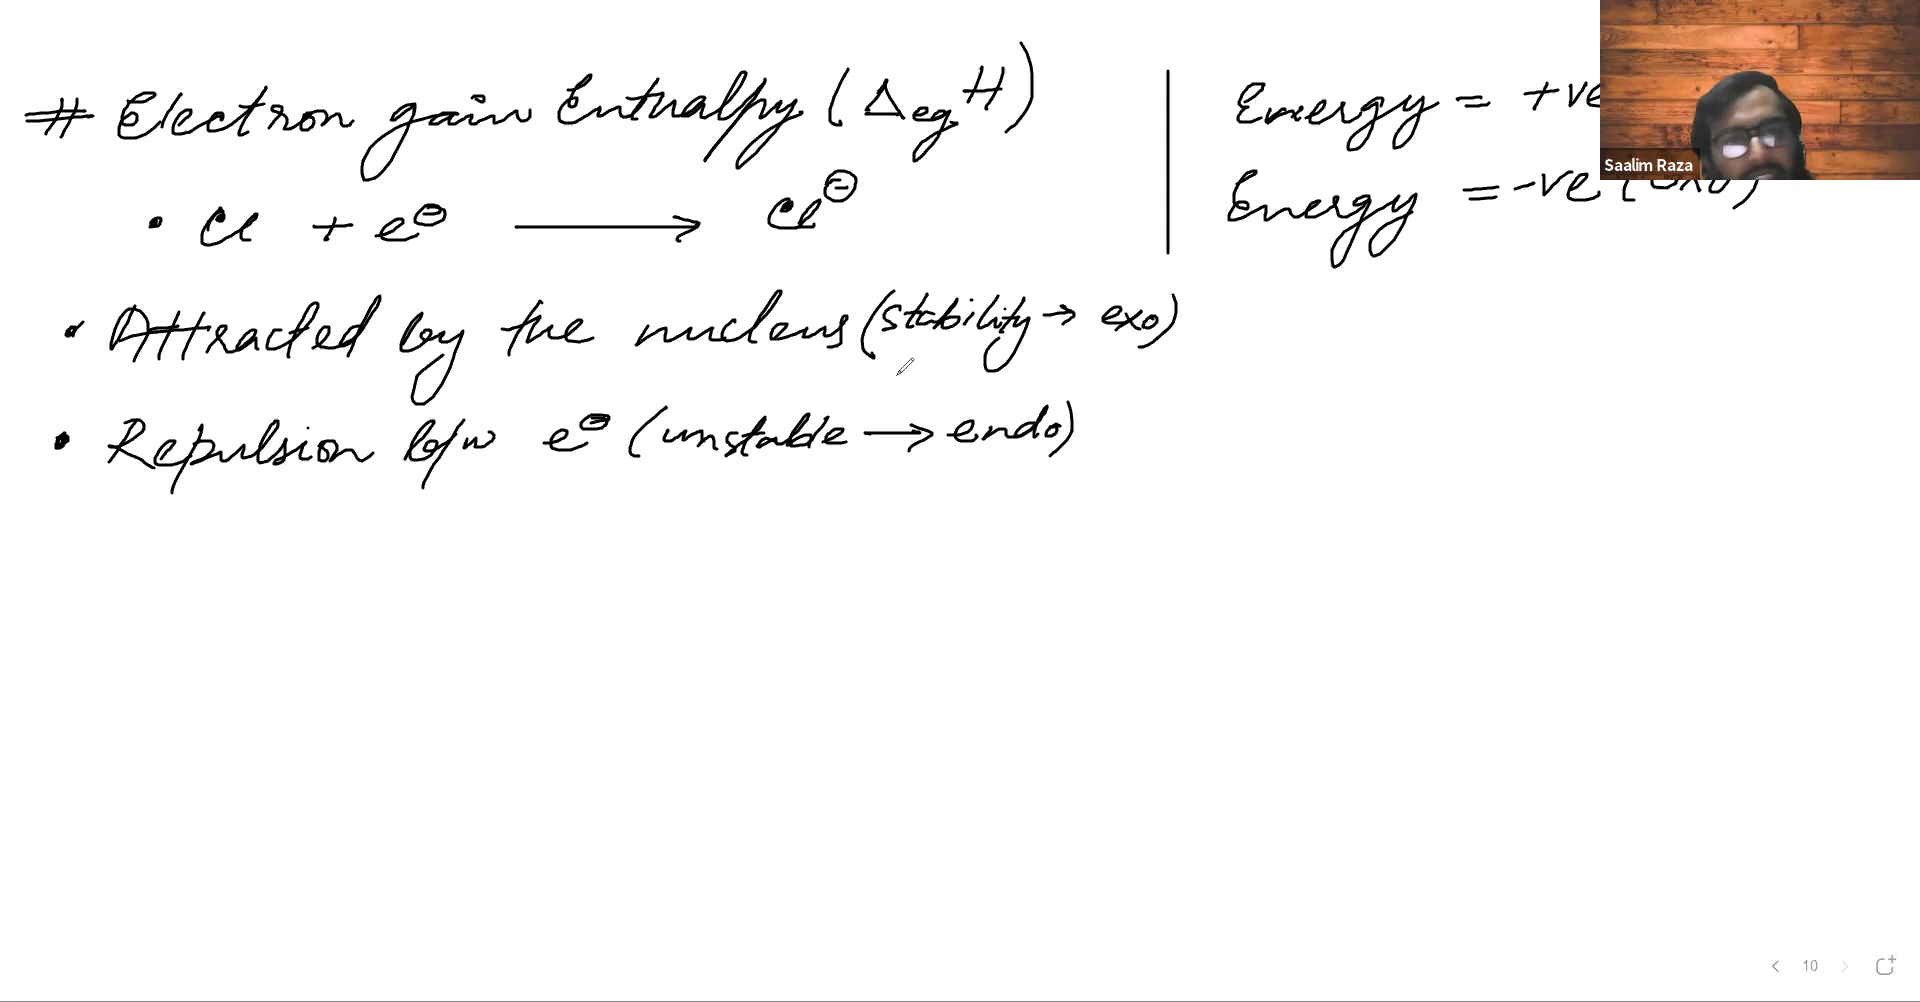 # Electron gain Enthalpy (ΔegH)
• Cl + e⊖ ⟶ Cl⊖
• Attracted by the nucleus (stability → exo)
• Repulsion b/w e⊖ (unstable → endo)
Energy = +ve
Energy = -ve (exo)
Saalim Raza
10